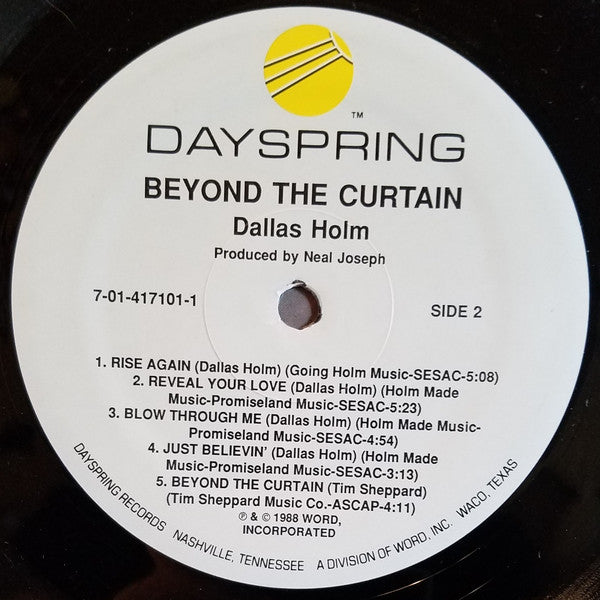 ™
DAYSPRING
BEYOND THE CURTAIN
Dallas Holm
Produced by Neal Joseph
7-01-417101-1
SIDE 2
1. RISE AGAIN (Dallas Holm) (Going Holm Music-SESAC-5:08)
2. REVEAL YOUR LOVE (Dallas Holm) (Holm Made
Music-Promiseland Music-SESAC-5:23)
3. BLOW THROUGH ME (Dallas Holm) (Holm Made Music-
Promiseland Music-SESAC-4:54)
4. JUST BELIEVIN' (Dallas Holm) (Holm Made
Music-Promiseland Music-SESAC-3:13)
5. BEYOND THE CURTAIN (Tim Sheppard)
(Tim Sheppard Music Co.-ASCAP-4:11)
℗ & © 1988 WORD,
INCORPORATED
DAYSPRING RECORDS NASHVILLE, TENNESSEE A DIVISION OF WORD, INC. WACO, TEXAS